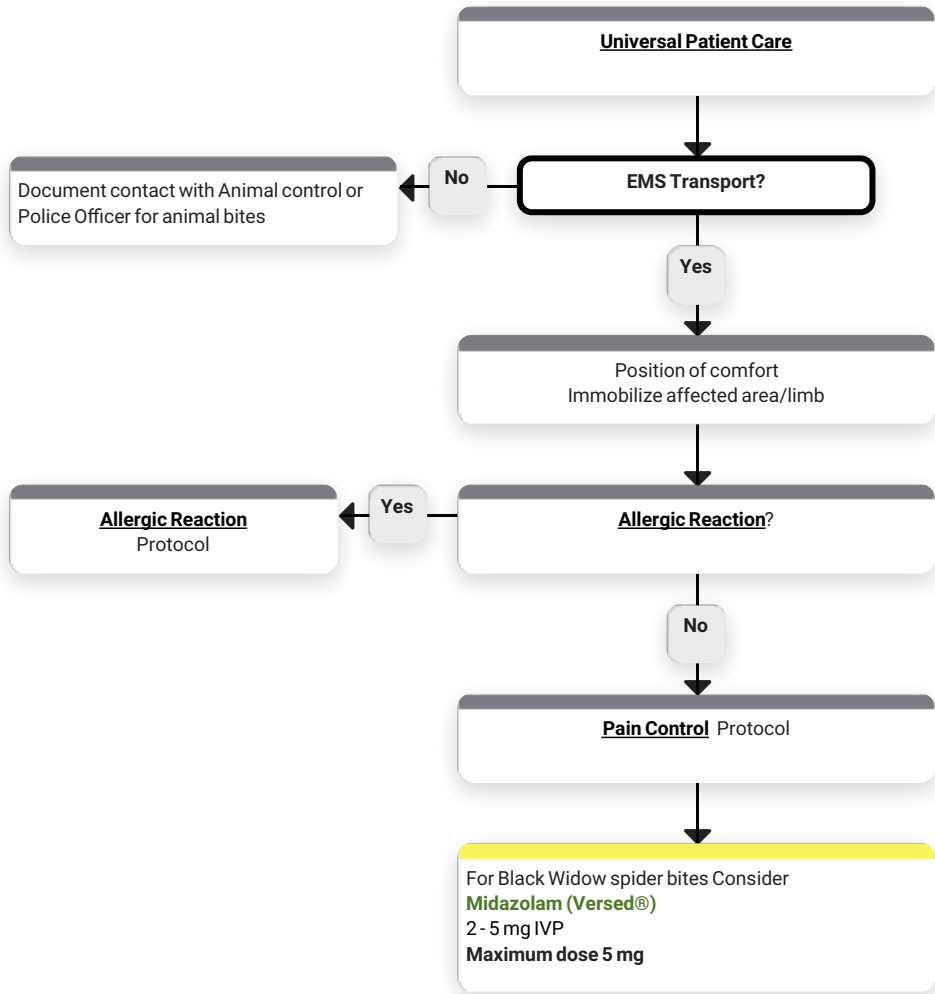 Universal Patient Care
EMS Transport?
No
Document contact with Animal control or
Police Officer for animal bites
Yes
Position of comfort
Immobilize affected area/limb
Allergic Reaction?
Yes
Allergic Reaction
Protocol
No
Pain Control Protocol
For Black Widow spider bites Consider
Midazolam (Versed®)
2 - 5 mg IVP
Maximum dose 5 mg